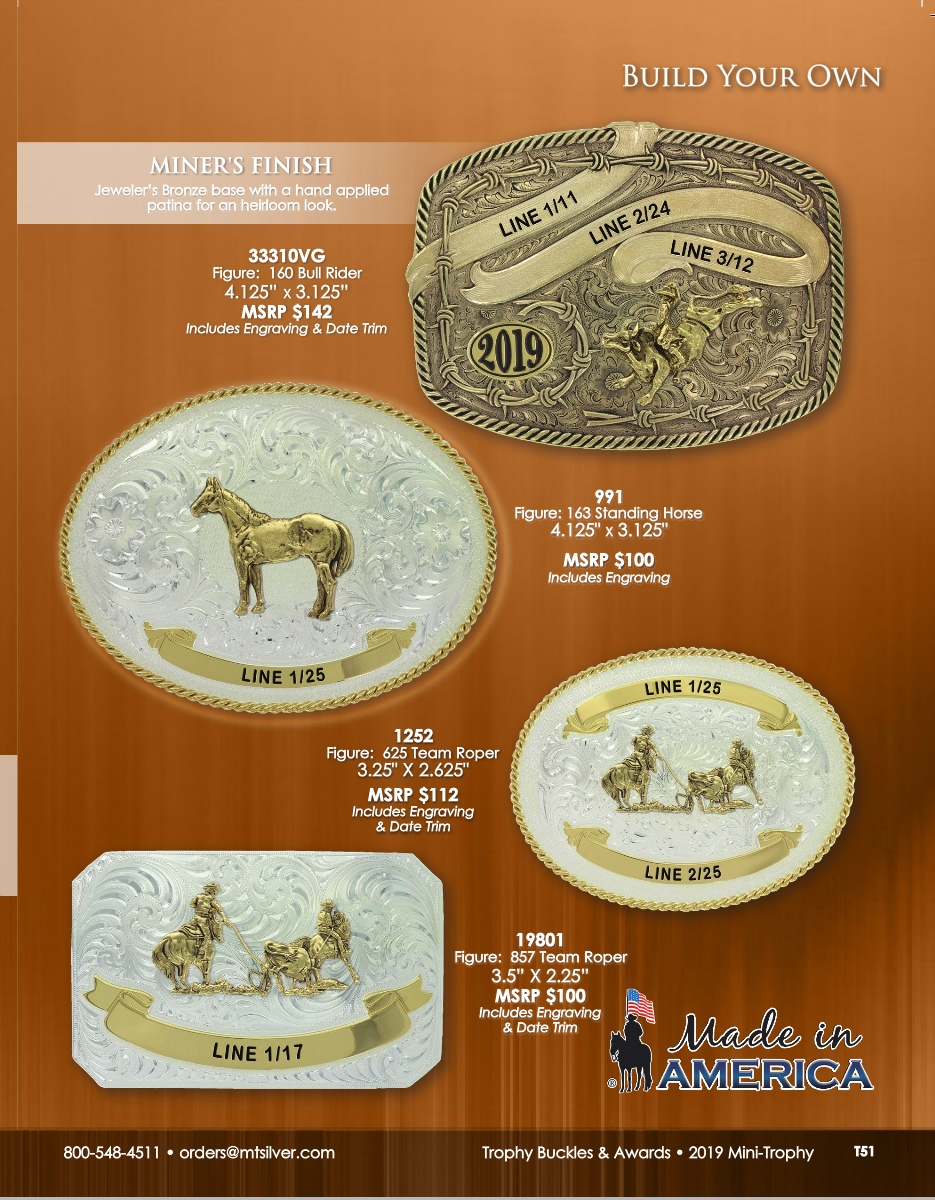 BUILD YOUR OWN
MINER'S FINISH
Jeweler's Bronze base with a hand applied
patina for an heirloom look.
LINE 1/11
LINE 2/24
LINE 3/12
2019
33310VG
Figure:  160 Bull Rider
4.125" x 3.125"
MSRP $142
Includes Engraving & Date Trim
LINE 1/25
991
Figure: 163 Standing Horse
4.125" x 3.125"
MSRP $100
Includes Engraving
1252
Figure:  625 Team Roper
3.25" X 2.625"
MSRP $112
Includes Engraving
& Date Trim
LINE 1/25
LINE 2/25
LINE 1/17
19801
Figure:  857 Team Roper
3.5" X 2.25"
MSRP $100
Includes Engraving
& Date Trim
Made in
AMERICA
®
800-548-4511 • orders@mtsilver.com
Trophy Buckles & Awards • 2019 Mini-Trophy
T51